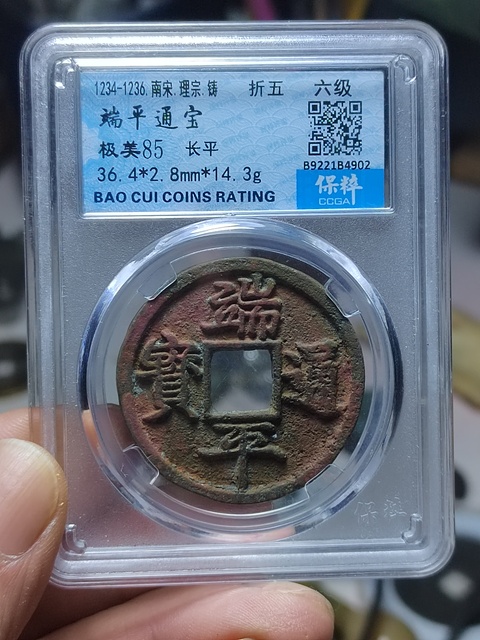 1234-1236.南宋.理宗.铸 折五 六级
端平通宝
极美85 长平
36.4*2.8mm*14.3g
BAO CUI COINS RATING
B9221B4902
保粹
CCGA
端
寶 通
平
保粹